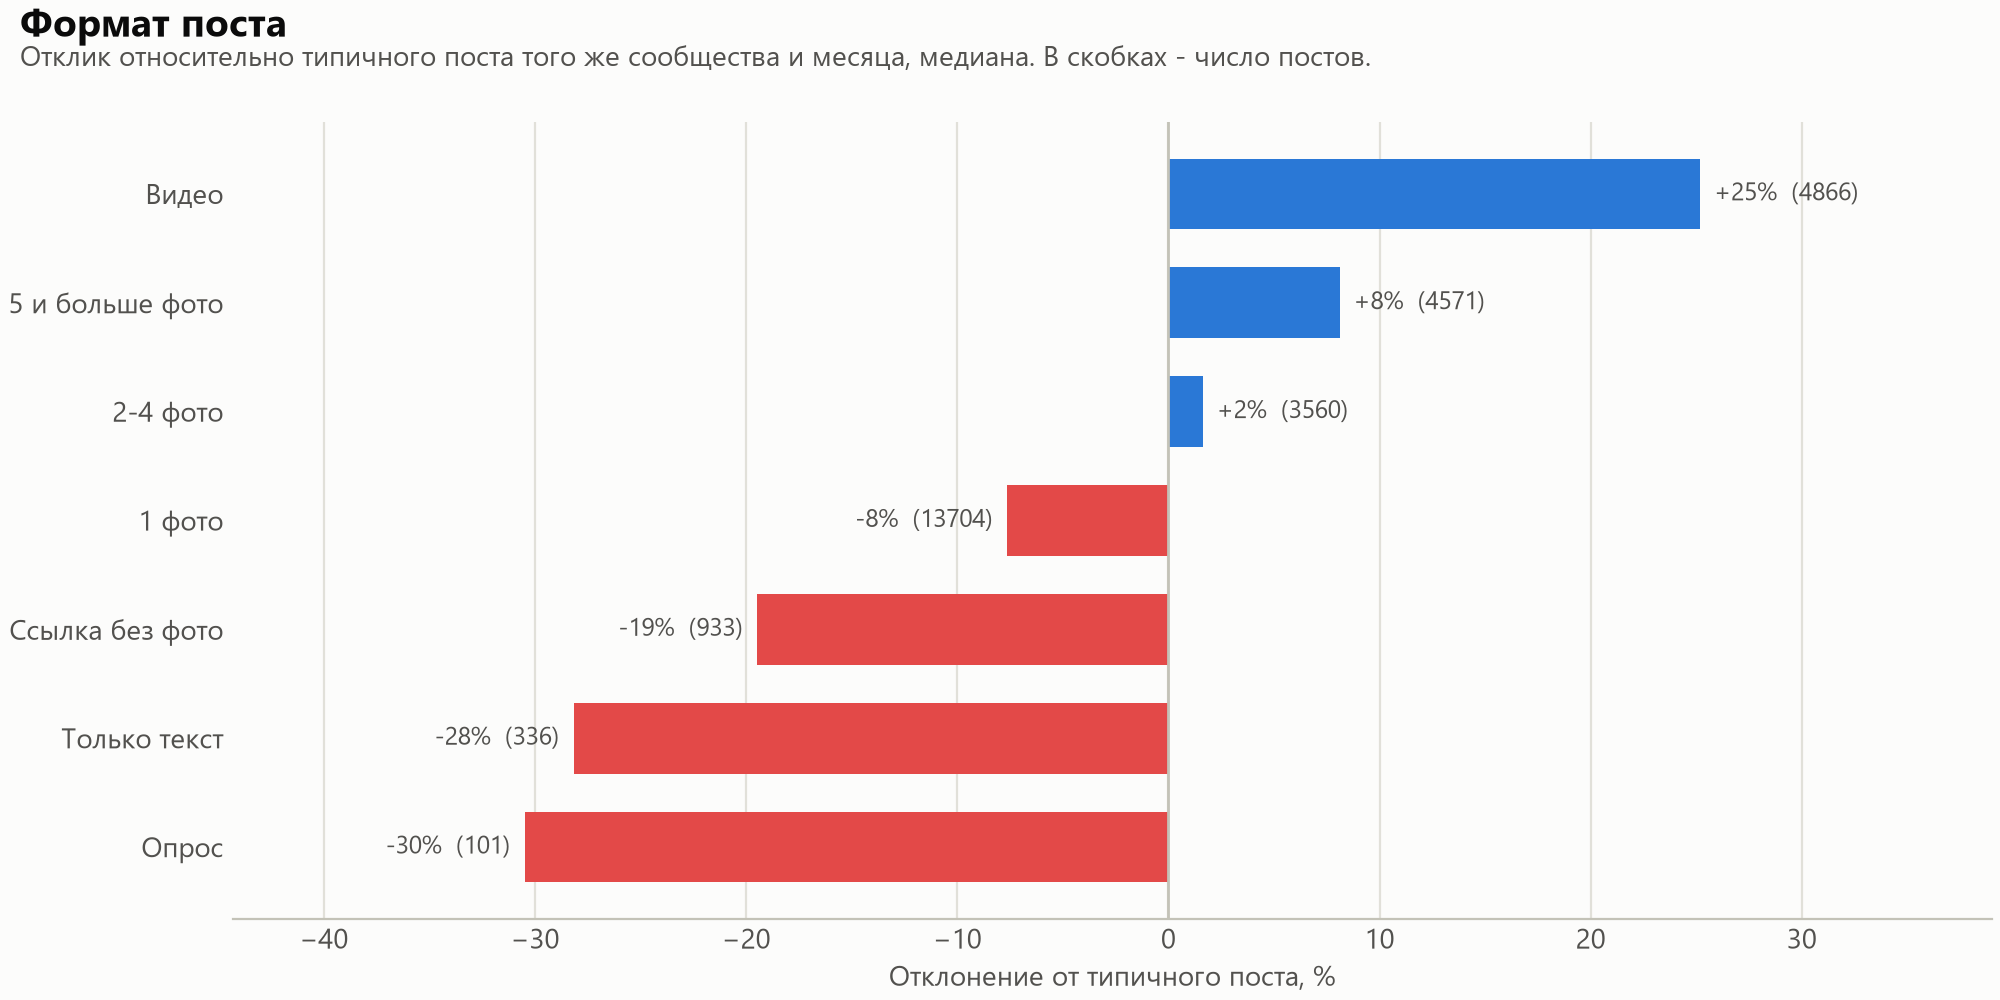 Формат поста
Отклик относительно типичного поста того же сообщества и месяца, медиана. В скобках - число постов.
Видео
+25% (4866)
5 и больше фото
+8% (4571)
2-4 фото
+2% (3560)
1 фото
-8% (13704)
Ссылка без фото
-19% (933)
Только текст
-28% (336)
Опрос
-30% (101)
−40 −30 −20 −10 0 10 20 30
Отклонение от типичного поста, %